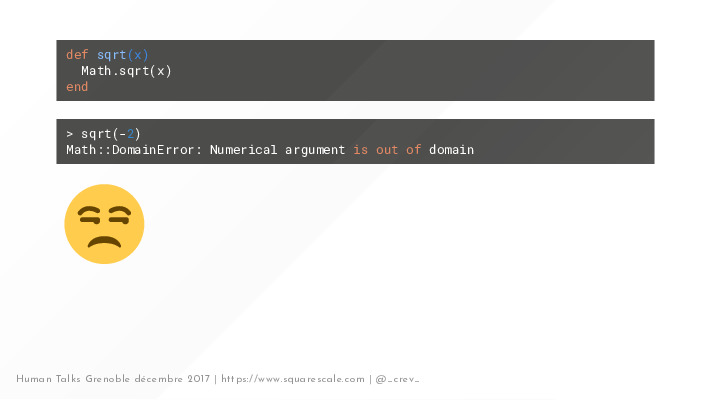 def sqrt(x)
  Math.sqrt(x)
end
> sqrt(-2)
Math::DomainError: Numerical argument is out of domain
Human Talks Grenoble décembre 2017 | https://www.squarescale.com | @_crev_